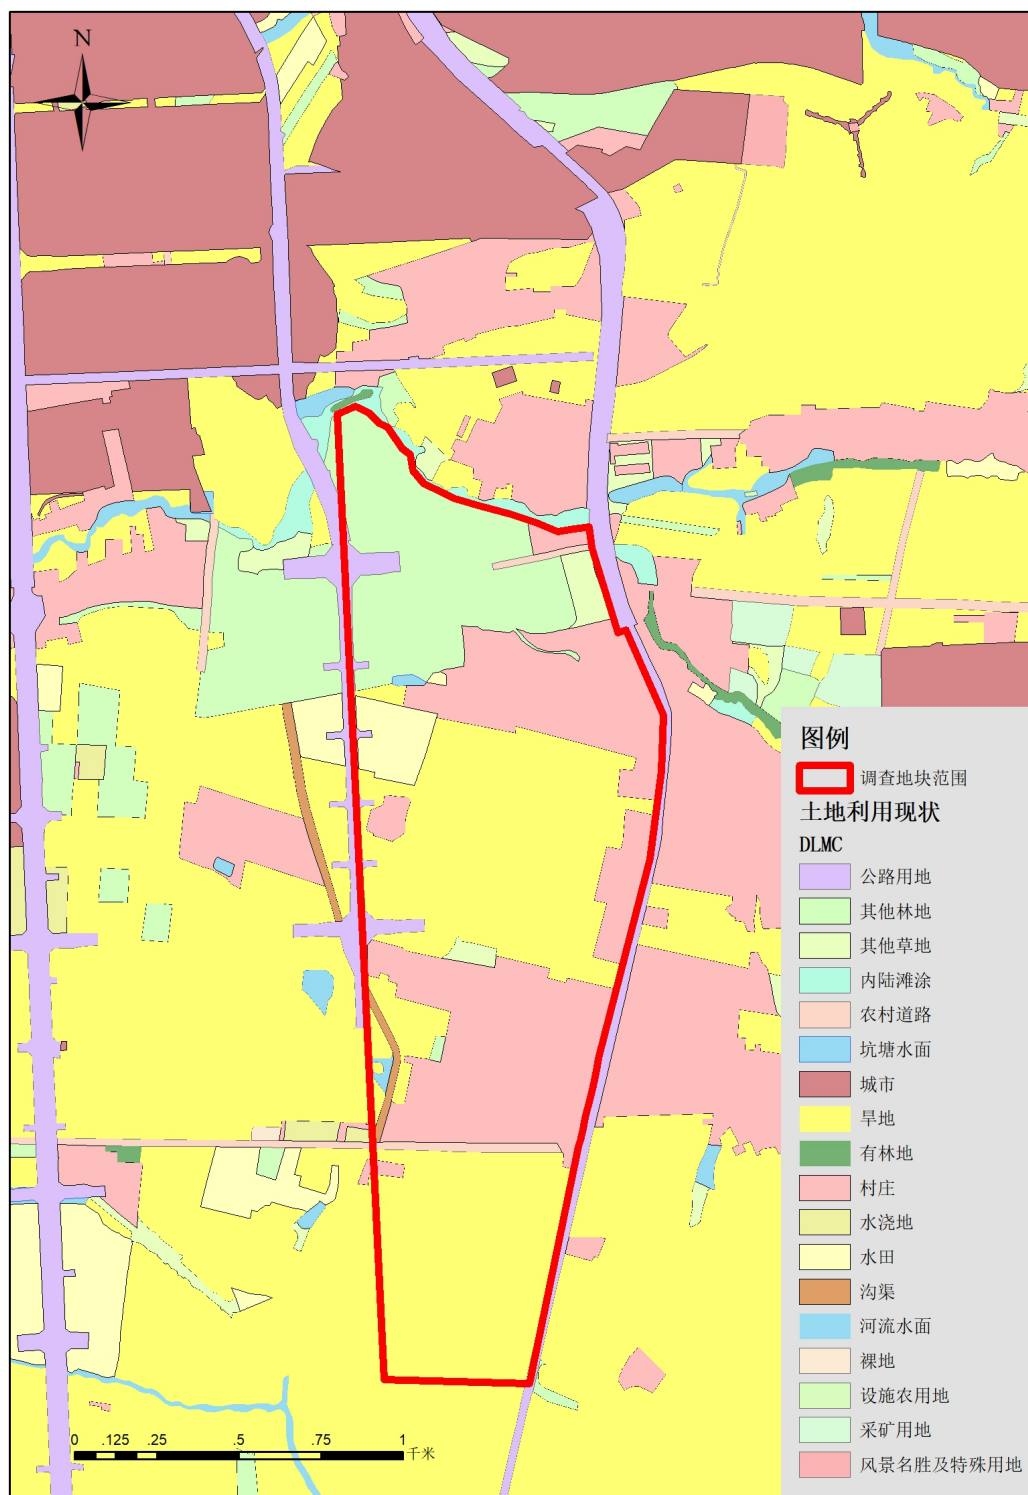 N
图例
调查地块范围
土地利用现状
DLMC
公路用地
其他林地
其他草地
内陆滩涂
农村道路
坑塘水面
城市
旱地
有林地
村庄
水浇地
水田
沟渠
河流水面
裸地
设施农用地
采矿用地
风景名胜及特殊用地
0 .125 .25 .5 .75 1
千米